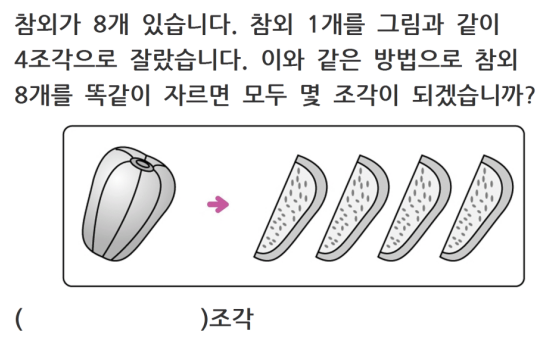 참외가 8개 있습니다. 참외 1개를 그림과 같이
4조각으로 잘랐습니다. 이와 같은 방법으로 참외
8개를 똑같이 자르면 모두 몇 조각이 되겠습니까?
( )조각